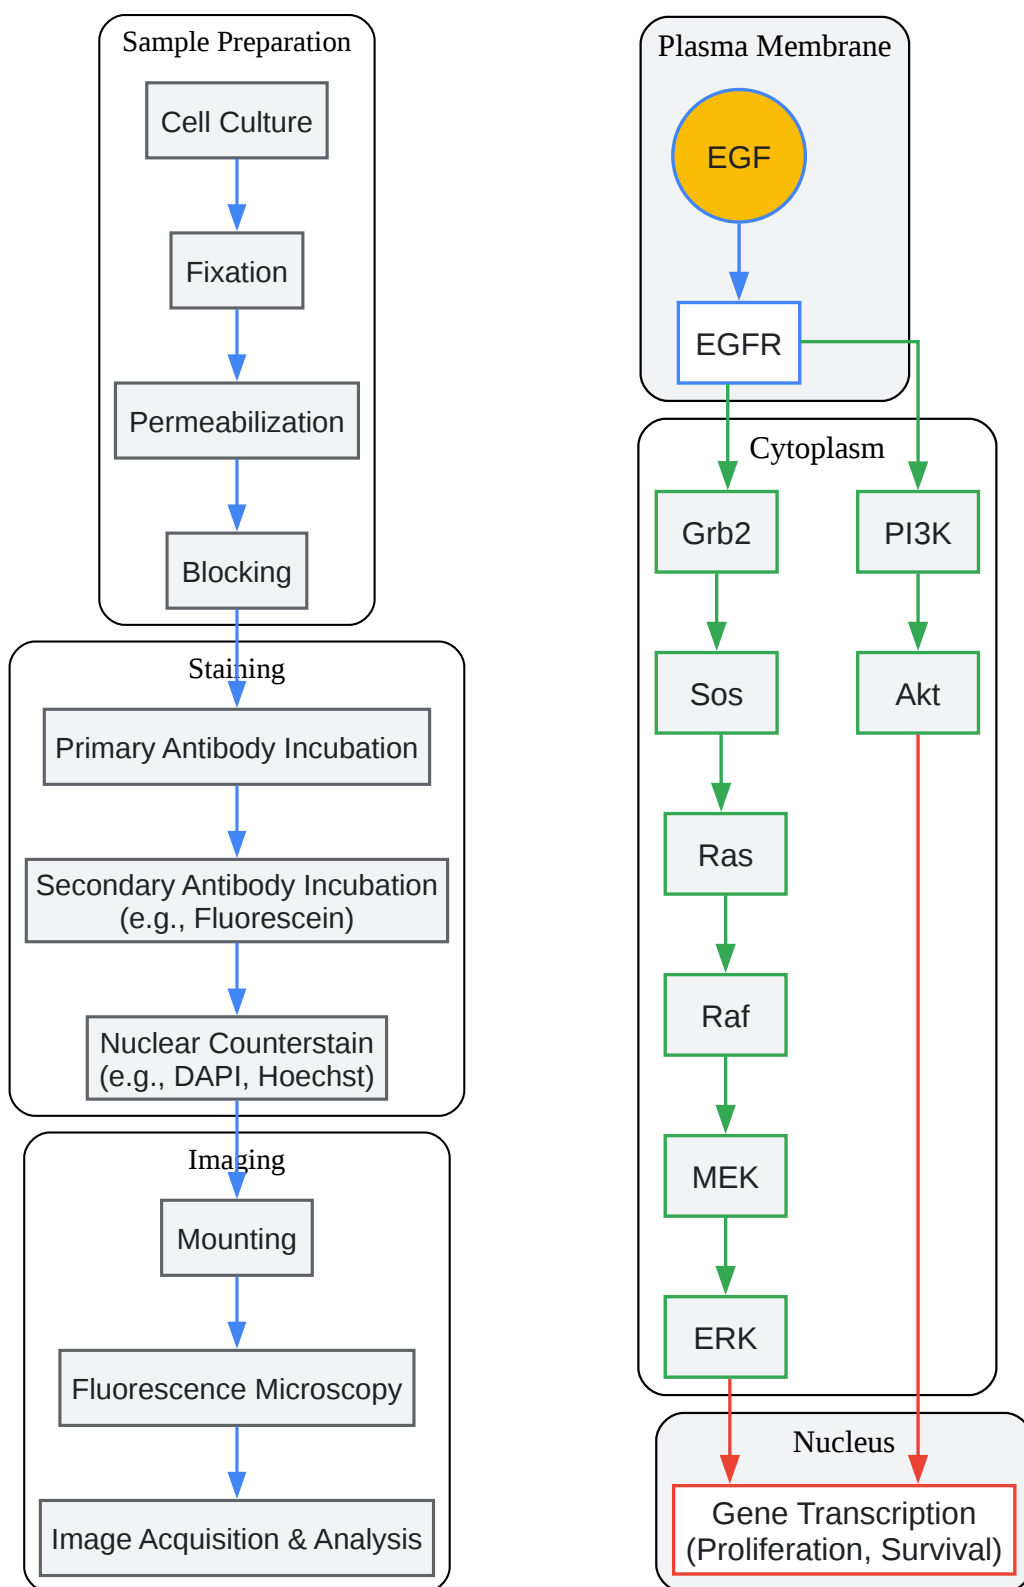 Sample Preparation
Cell Culture
Fixation
Permeabilization
Blocking
Staining
Primary Antibody Incubation
Secondary Antibody Incubation
(e.g., Fluorescein)
Nuclear Counterstain
(e.g., DAPI, Hoechst)
Imaging
Mounting
Fluorescence Microscopy
Image Acquisition & Analysis
Plasma Membrane
EGF
EGFR
Cytoplasm
Grb2
PI3K
Sos
Akt
Ras
Raf
MEK
ERK
Nucleus
Gene Transcription
(Proliferation, Survival)